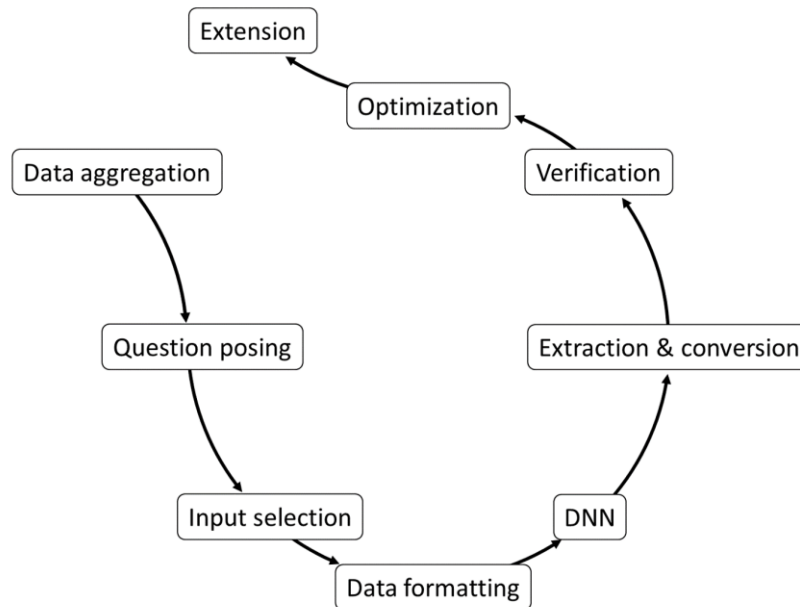 Extension
Optimization
Data aggregation
Verification
Question posing
Extraction & conversion
Input selection
DNN
Data formatting